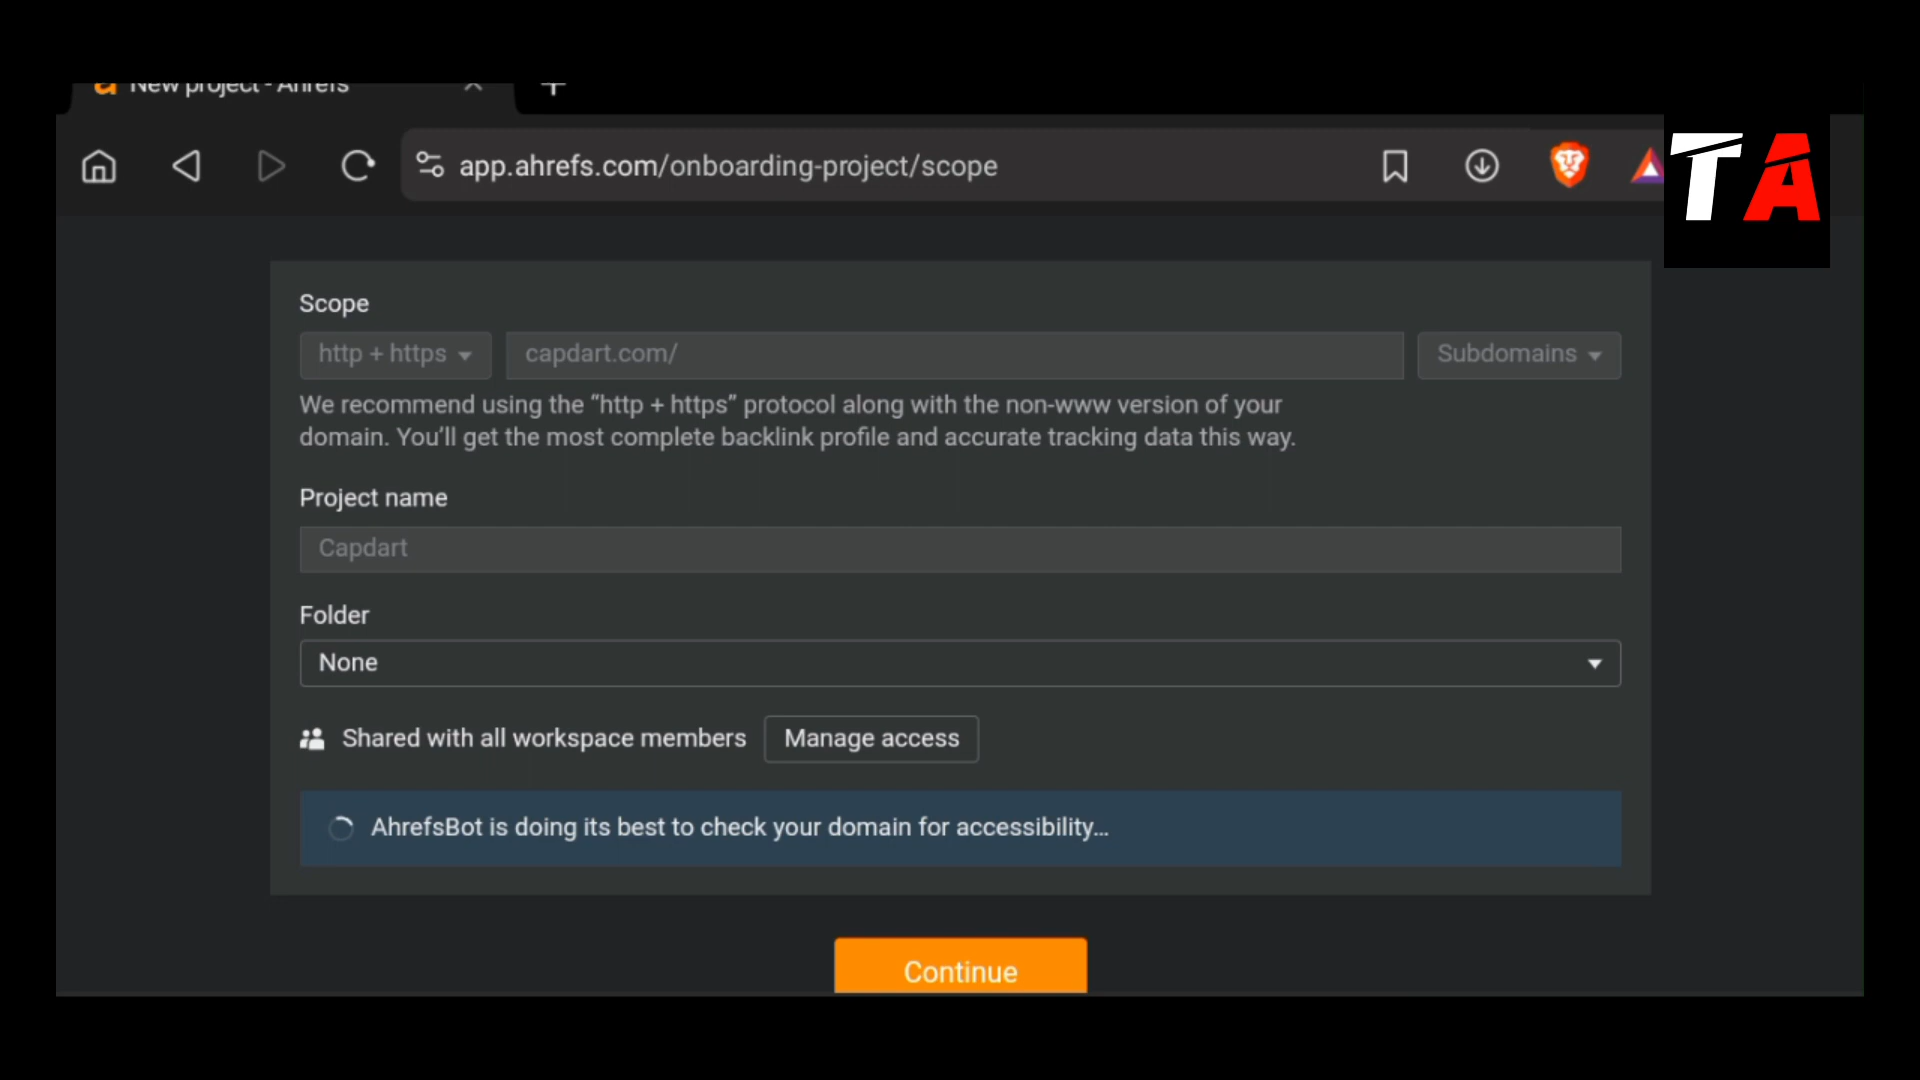 New project - Ahrefs
app.ahrefs.com/onboarding-project/scope
TA
Scope
http + https
capdart.com/
Subdomains
We recommend using the “http + https” protocol along with the non-www version of your
domain. You’ll get the most complete backlink profile and accurate tracking data this way.
Project name
Capdart
Folder
None
Shared with all workspace members
Manage access
AhrefsBot is doing its best to check your domain for accessibility...
Continue